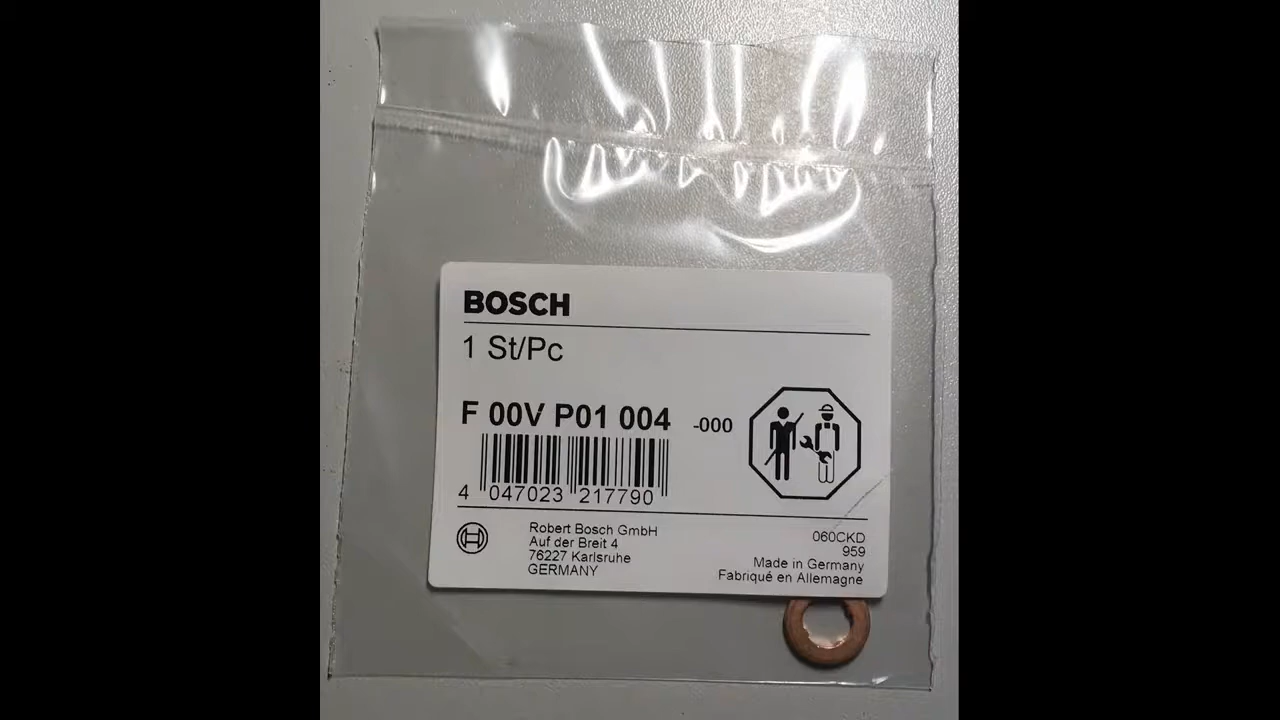 BOSCH
1 St/Pc
F 00V P01 004 -000
4 047023 217790
Robert Bosch GmbH
Auf der Breit 4
76227 Karlsruhe
GERMANY
060CKD
959
Made in Germany
Fabriqué en Allemagne